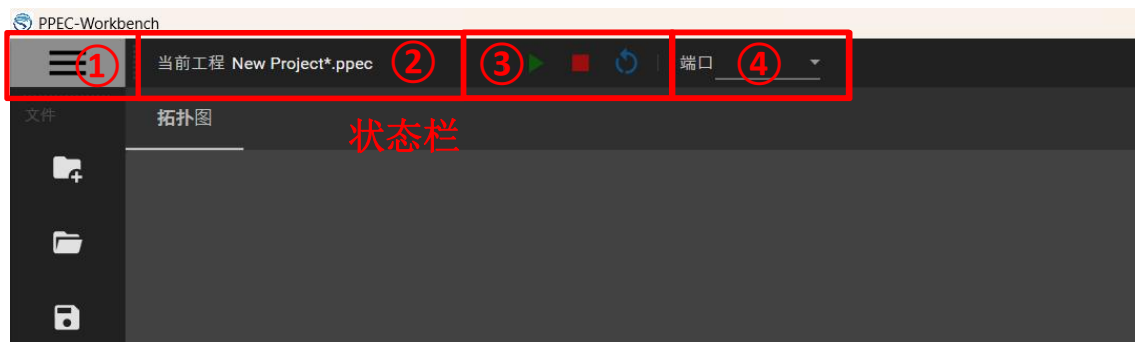 PPEC-Workbench
① 当前工程 New Project*.ppec ② ③ 端口 ④
文件 拓扑图
状态栏